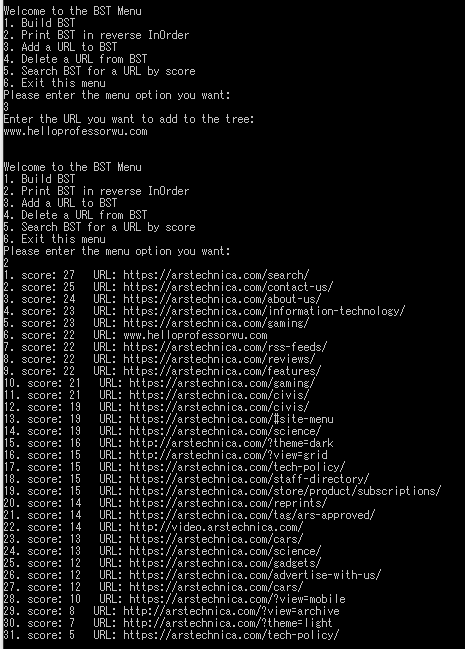 Welcome to the BST Menu
1. Build BST
2. Print BST in reverse InOrder
3. Add a URL to BST
4. Delete a URL from BST
5. Search BST for a URL by score
6. Exit this menu
Please enter the menu option you want:
3
Enter the URL you want to add to the tree:
www.helloprofessorwu.com
Welcome to the BST Menu
1. Build BST
2. Print BST in reverse InOrder
3. Add a URL to BST
4. Delete a URL from BST
5. Search BST for a URL by score
6. Exit this menu
Please enter the menu option you want:
2
1. score: 27 URL: https://arstechnica.com/search/
2. score: 25 URL: https://arstechnica.com/contact-us/
3. score: 24 URL: https://arstechnica.com/about-us/
4. score: 23 URL: https://arstechnica.com/information-technology/
5. score: 23 URL: https://arstechnica.com/gaming/
6. score: 22 URL: www.helloprofessorwu.com
7. score: 22 URL: https://arstechnica.com/rss-feeds/
8. score: 22 URL: https://arstechnica.com/reviews/
9. score: 22 URL: https://arstechnica.com/features/
10. score: 21 URL: https://arstechnica.com/gaming/
11. score: 21 URL: https://arstechnica.com/civis/
12. score: 19 URL: https://arstechnica.com/civis/
13. score: 19 URL: https://arstechnica.com/#site-menu
14. score: 19 URL: https://arstechnica.com/science/
15. score: 16 URL: https://arstechnica.com/?theme=dark
16. score: 15 URL: http://arstechnica.com/?view=grid
17. score: 15 URL: https://arstechnica.com/tech-policy/
18. score: 15 URL: https://arstechnica.com/staff-directory/
19. score: 15 URL: https://arstechnica.com/store/product/subscriptions/
20. score: 14 URL: https://arstechnica.com/reprints/
21. score: 14 URL: https://arstechnica.com/tag/ars-approved/
22. score: 14 URL: http://video.arstechnica.com/
23. score: 13 URL: https://arstechnica.com/cars/
24. score: 13 URL: https://arstechnica.com/science/
25. score: 12 URL: https://arstechnica.com/gadgets/
26. score: 12 URL: https://arstechnica.com/advertise-with-us/
27. score: 12 URL: https://arstechnica.com/cars/
28. score: 10 URL: https://arstechnica.com/?view=mobile
29. score: 8 URL: http://arstechnica.com/?view=archive
30. score: 7 URL: http://arstechnica.com/?theme=light
31. score: 5 URL: https://arstechnica.com/tech-policy/